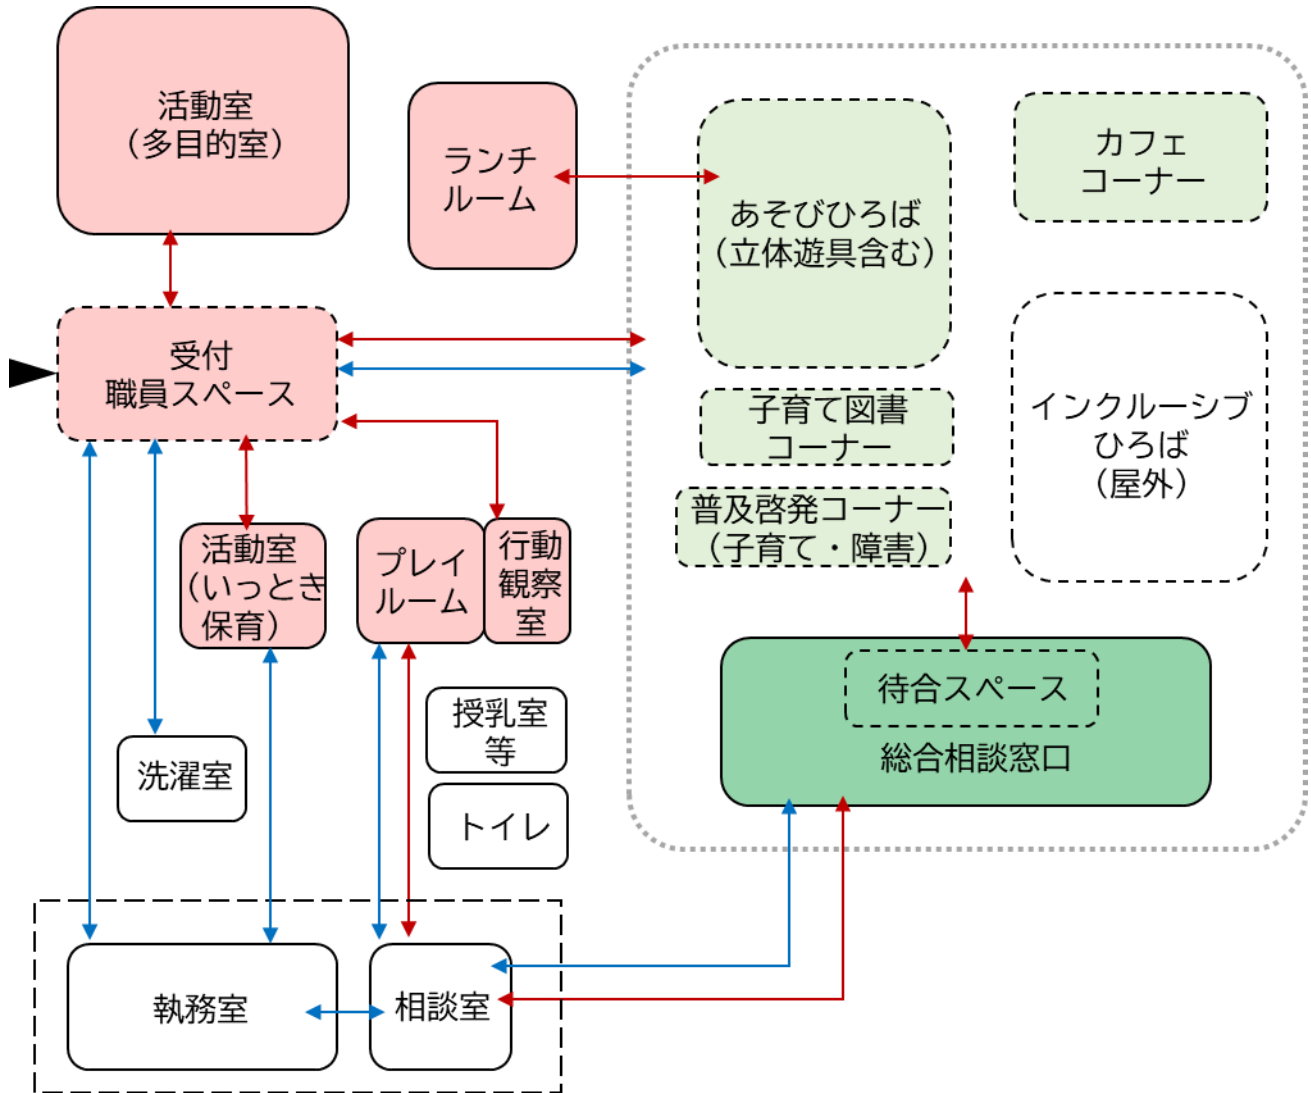 活動室
（多目的室）
ランチ
ルーム
あそびひろば
（立体遊具含む）
カフェ
コーナー
受付
職員スペース
子育て図書
コーナー
インクルーシブ
ひろば
（屋外）
普及啓発コーナー
（子育て・障害）
活動室
（いっとき
保育）
プレイ
ルーム
行動
観察
室
待合スペース
総合相談窓口
授乳室
等
洗濯室
トイレ
執務室
相談室